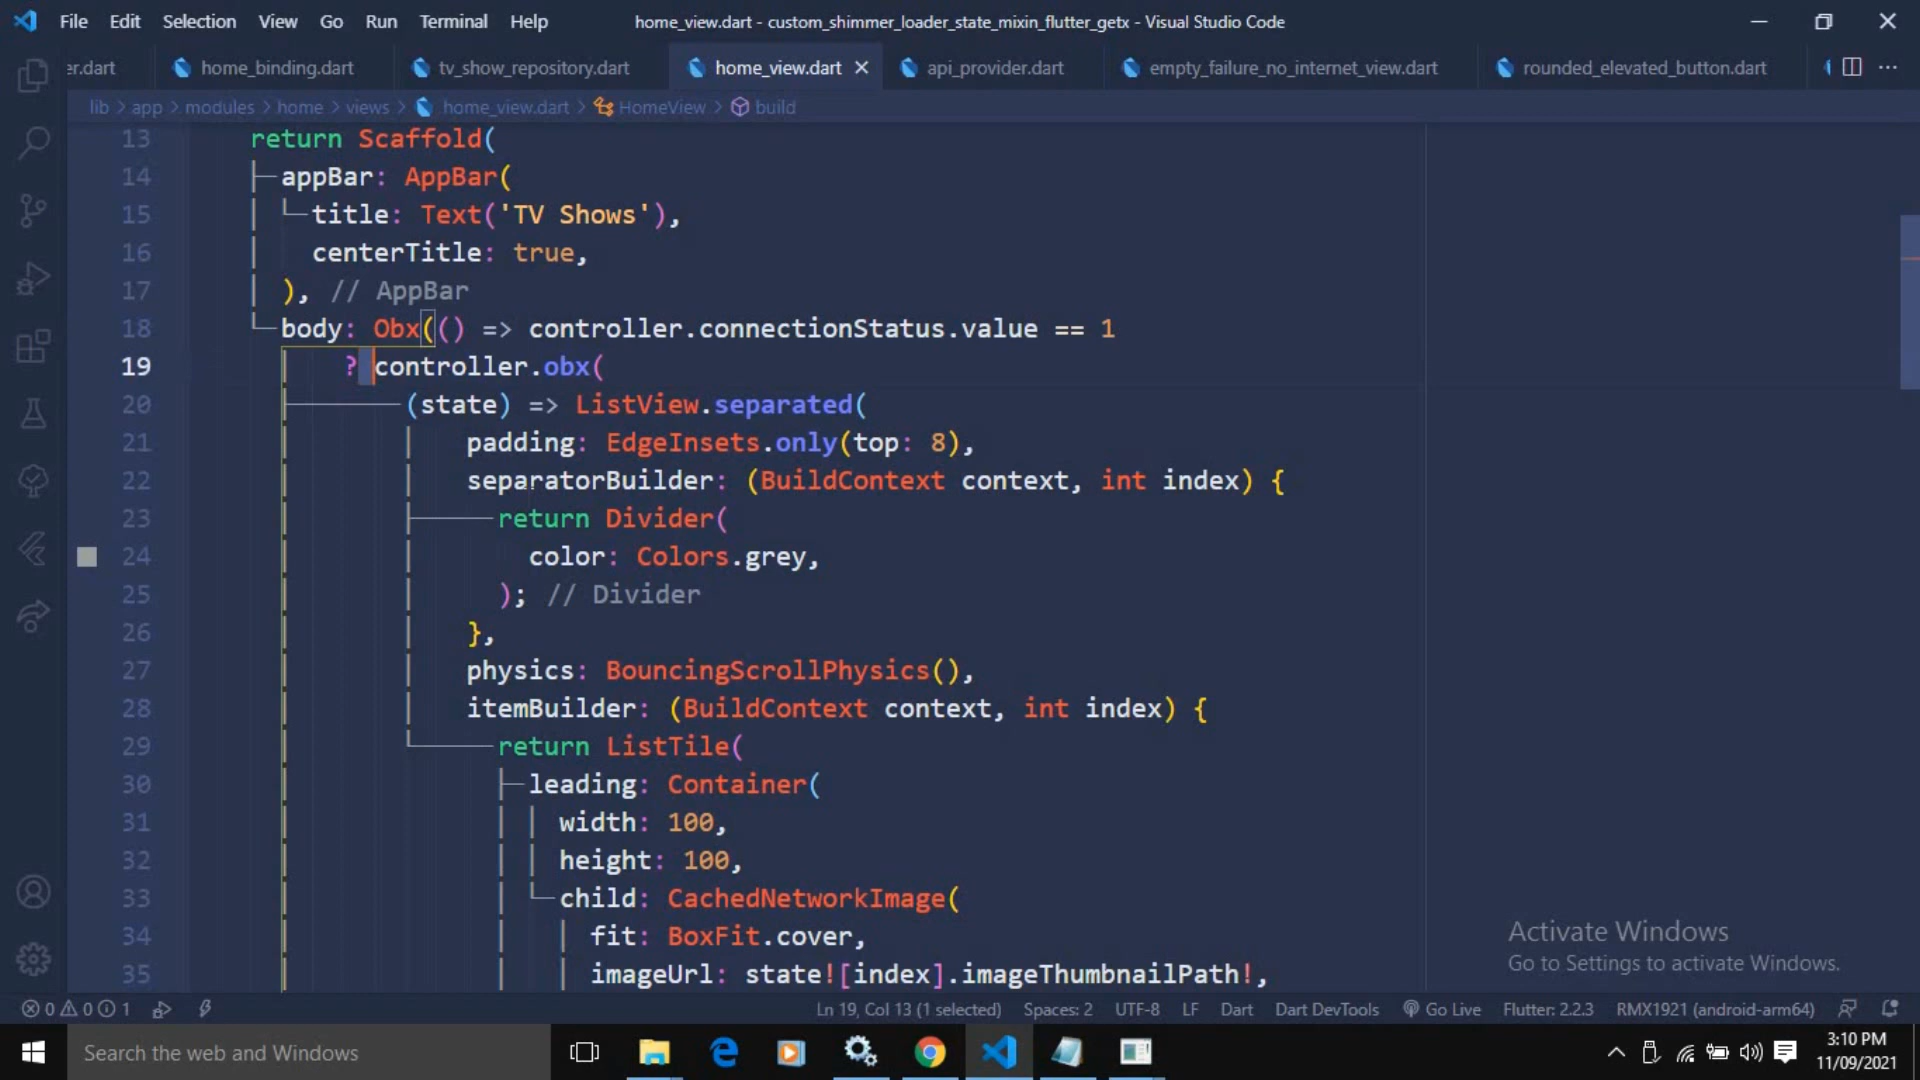 File Edit Selection View Go Run Terminal Help home_view.dart - custom_shimmer_loader_state_mixin_flutter_getx - Visual Studio Code
er.dart home_binding.dart tv_show_repository.dart home_view.dart api_provider.dart empty_failure_no_internet_view.dart rounded_elevated_button.dart
lib > app > modules > home > views > home_view.dart > HomeView > build
13 return Scaffold(
14 appBar: AppBar(
15 title: Text('TV Shows'),
16 centerTitle: true,
17 ), // AppBar
18 body: Obx(() => controller.connectionStatus.value == 1
19 ? controller.obx(
20 (state) => ListView.separated(
21 padding: EdgeInsets.only(top: 8),
22 separatorBuilder: (BuildContext context, int index) {
23 return Divider(
24 color: Colors.grey,
25 ); // Divider
26 },
27 physics: BouncingScrollPhysics(),
28 itemBuilder: (BuildContext context, int index) {
29 return ListTile(
30 leading: Container(
31 width: 100,
32 height: 100,
33 child: CachedNetworkImage(
34 fit: BoxFit.cover,
35 imageUrl: state![index].imageThumbnailPath!,
Activate Windows
Go to Settings to activate Windows.
0 0 1 Ln 19, Col 13 (1 selected) Spaces: 2 UTF-8 LF Dart Dart DevTools Go Live Flutter: 2.2.3 RMX1921 (android-arm64)
Search the web and Windows
3:10 PM
11/09/2021